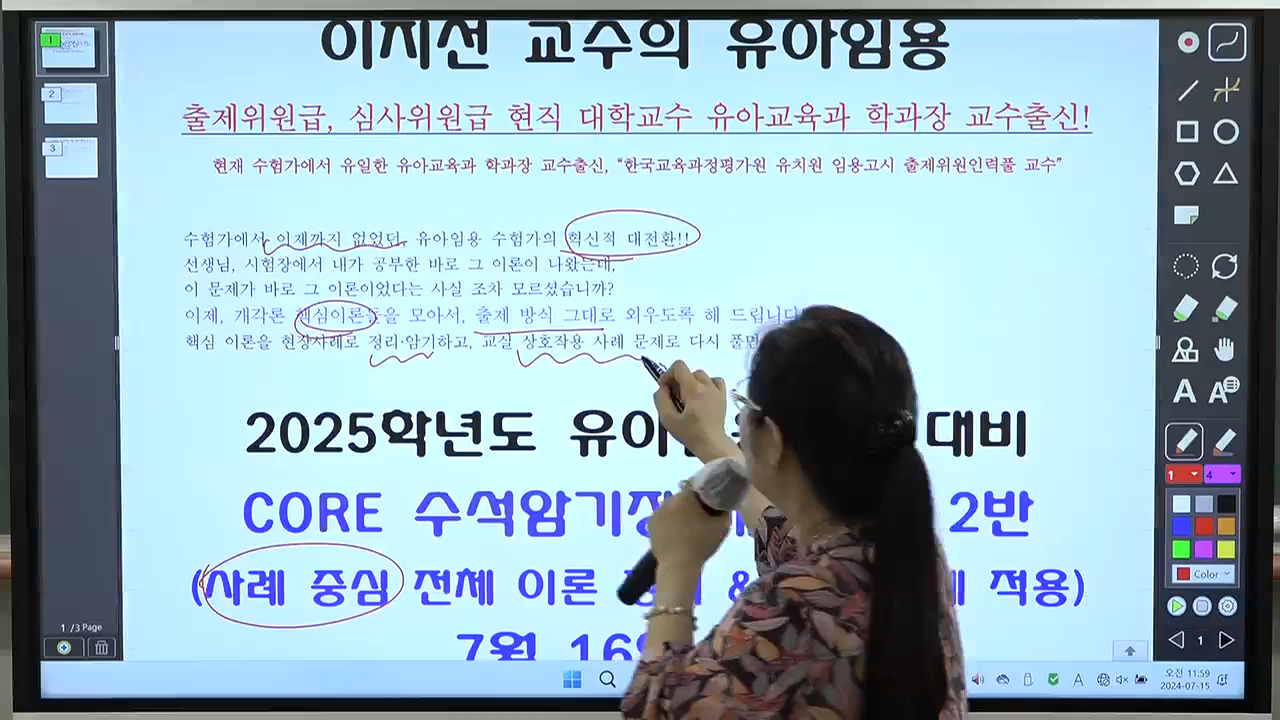 이지선 교수의 유아임용
출제위원급, 심사위원급 현직 대학교수 유아교육과 학과장 교수출신!
현재 수험가에서 유일한 유아교육과 학과장 교수출신, "한국교육과정평가원 유치원 임용고시 출제위원인력풀 교수"
수험가에서 이제까지 없었던, 유아임용 수험가의 혁신적 대전환!!
선생님, 시험장에서 내가 공부한 바로 그 이론이 나왔는데,
이 문제가 바로 그 이론이었다는 사실 조차 모르셨습니까?
이제, 개각론 핵심이론들을 모아서, 출제 방식 그대로 외우도록 해 드립니다
핵심 이론을 현장사례로 정리·암기하고, 교실 상호작용 사례 문제로 다시 풀면
2025학년도 유아 대비
CORE 수석암기장 2반
(사례 중심 전체 이론 & 적용)
7월 16
1
2
3
1 /3 Page
A
A
1
4
Color
1
A
오전 11:59
2024-07-15